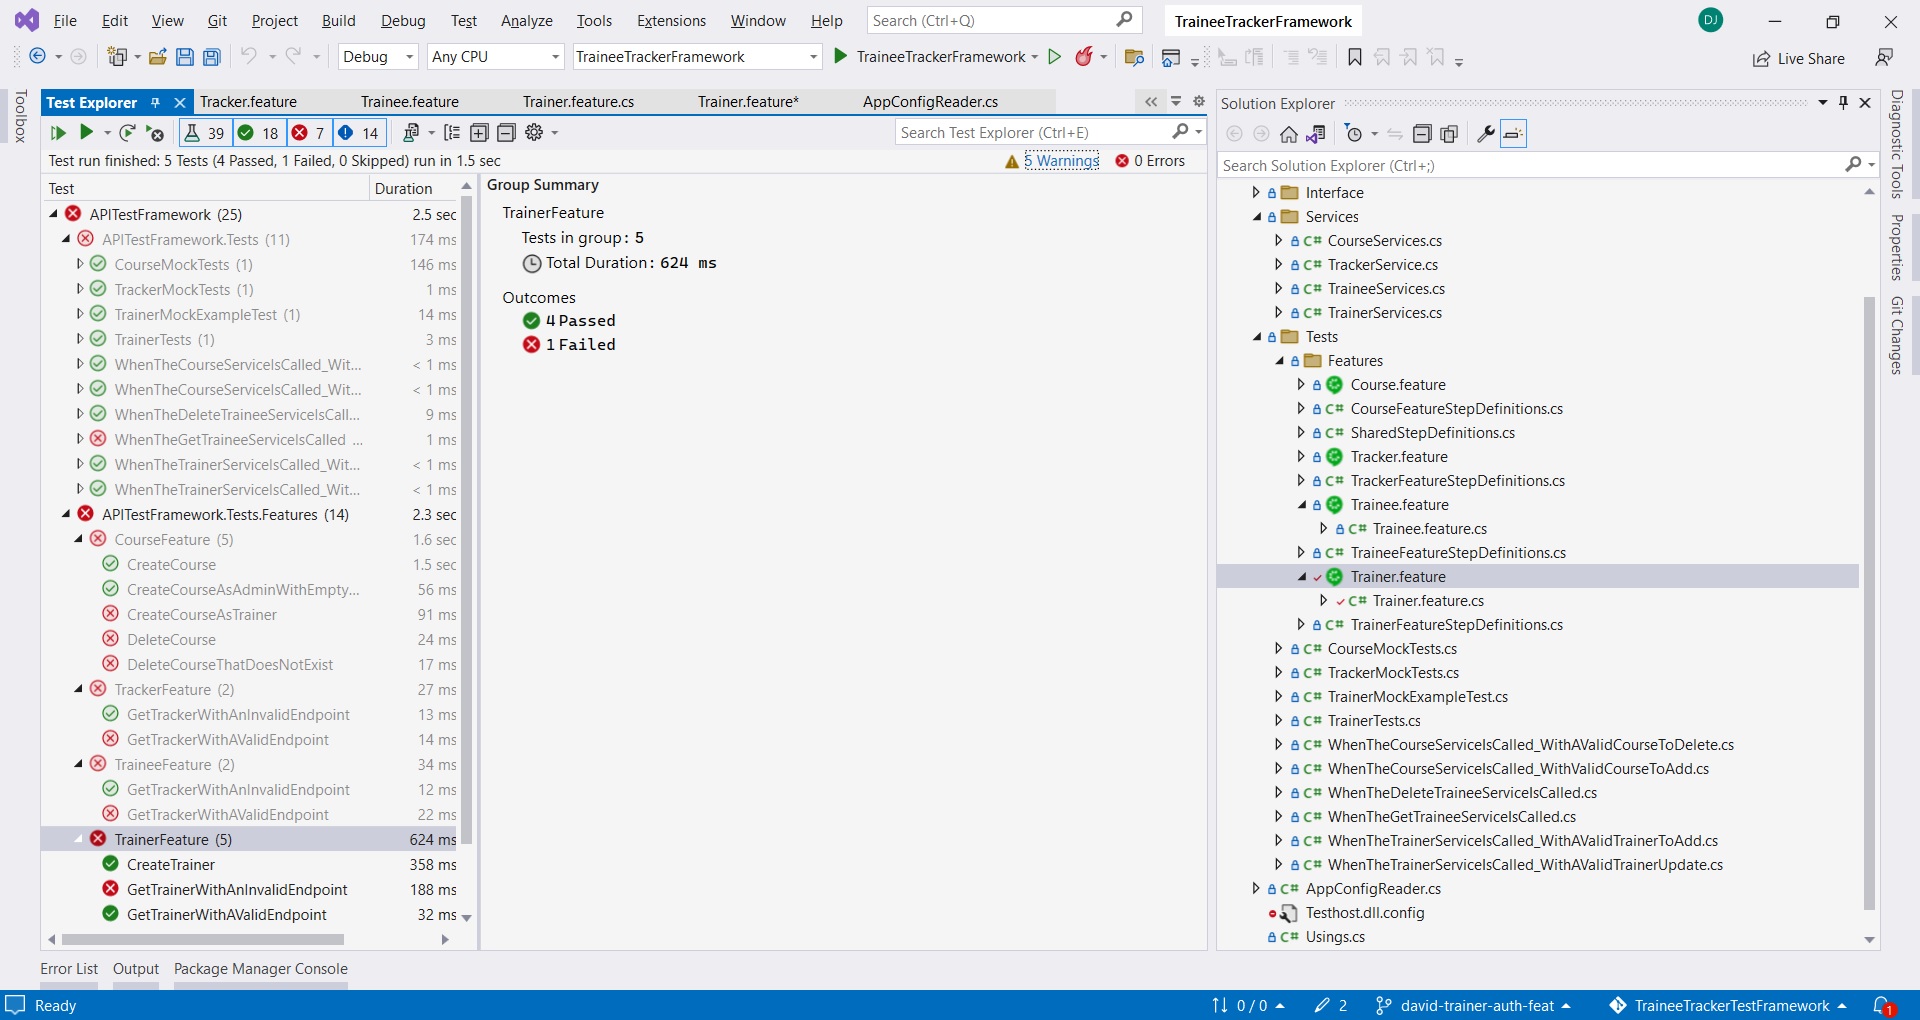 File Edit View Git Project Build Debug Test Analyze Tools Extensions Window Help Search (Ctrl+Q) TraineeTrackerFramework DJ
Debug Any CPU TraineeTrackerFramework TraineeTrackerFramework Live Share
Toolbox
Test Explorer Tracker.feature Trainee.feature Trainer.feature.cs Trainer.feature* AppConfigReader.cs
39 18 7 14 Search Test Explorer (Ctrl+E)
Test run finished: 5 Tests (4 Passed, 1 Failed, 0 Skipped) run in 1.5 sec 5 Warnings 0 Errors
Test Duration
APITestFramework (25) 2.5 sec
APITestFramework.Tests (11) 174 ms
CourseMockTests (1) 146 ms
TrackerMockTests (1) 1 ms
TrainerMockExampleTest (1) 14 ms
TrainerTests (1) 3 ms
WhenTheCourseServiceIsCalled_Wit... < 1 ms
WhenTheCourseServiceIsCalled_Wit... < 1 ms
WhenTheDeleteTraineeServiceIsCall... 9 ms
WhenTheGetTraineeServiceIsCalled ... 1 ms
WhenTheTrainerServiceIsCalled_Wit... < 1 ms
WhenTheTrainerServiceIsCalled_Wit... < 1 ms
APITestFramework.Tests.Features (14) 2.3 sec
CourseFeature (5) 1.6 sec
CreateCourse 1.5 sec
CreateCourseAsAdminWithEmpty... 56 ms
CreateCourseAsTrainer 91 ms
DeleteCourse 24 ms
DeleteCourseThatDoesNotExist 17 ms
TrackerFeature (2) 27 ms
GetTrackerWithAnInvalidEndpoint 13 ms
GetTrackerWithAValidEndpoint 14 ms
TraineeFeature (2) 34 ms
GetTrackerWithAnInvalidEndpoint 12 ms
GetTrackerWithAValidEndpoint 22 ms
TrainerFeature (5) 624 ms
CreateTrainer 358 ms
GetTrainerWithAnInvalidEndpoint 188 ms
GetTrainerWithAValidEndpoint 32 ms
Group Summary
TrainerFeature
Tests in group: 5
Total Duration: 624 ms
Outcomes
4 Passed
1 Failed
Solution Explorer
Search Solution Explorer (Ctrl+;)
Interface
Services
C# CourseServices.cs
C# TrackerService.cs
C# TraineeServices.cs
C# TrainerServices.cs
Tests
Features
Course.feature
C# CourseFeatureStepDefinitions.cs
C# SharedStepDefinitions.cs
Tracker.feature
C# TrackerFeatureStepDefinitions.cs
Trainee.feature
C# Trainee.feature.cs
C# TraineeFeatureStepDefinitions.cs
Trainer.feature
C# Trainer.feature.cs
C# TrainerFeatureStepDefinitions.cs
C# CourseMockTests.cs
C# TrackerMockTests.cs
C# TrainerMockExampleTest.cs
C# TrainerTests.cs
C# WhenTheCourseServiceIsCalled_WithAValidCourseToDelete.cs
C# WhenTheCourseServiceIsCalled_WithValidCourseToAdd.cs
C# WhenTheDeleteTraineeServiceIsCalled.cs
C# WhenTheGetTraineeServiceIsCalled.cs
C# WhenTheTrainerServiceIsCalled_WithAValidTrainerToAdd.cs
C# WhenTheTrainerServiceIsCalled_WithAValidTrainerUpdate.cs
C# AppConfigReader.cs
Testhost.dll.config
C# Usings.cs
Diagnostic Tools
Properties
Git Changes
Error List Output Package Manager Console
Ready 0 / 0 2 david-trainer-auth-feat TraineeTrackerTestFramework 1